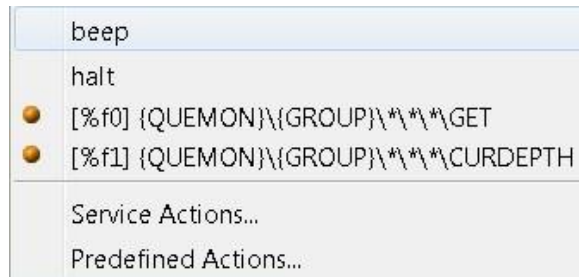 beep
halt
[%f0] {QUEMON}\{GROUP}\*\*\*\GET
[%f1] {QUEMON}\{GROUP}\*\*\*\CURDEPTH
Service Actions...
Predefined Actions...